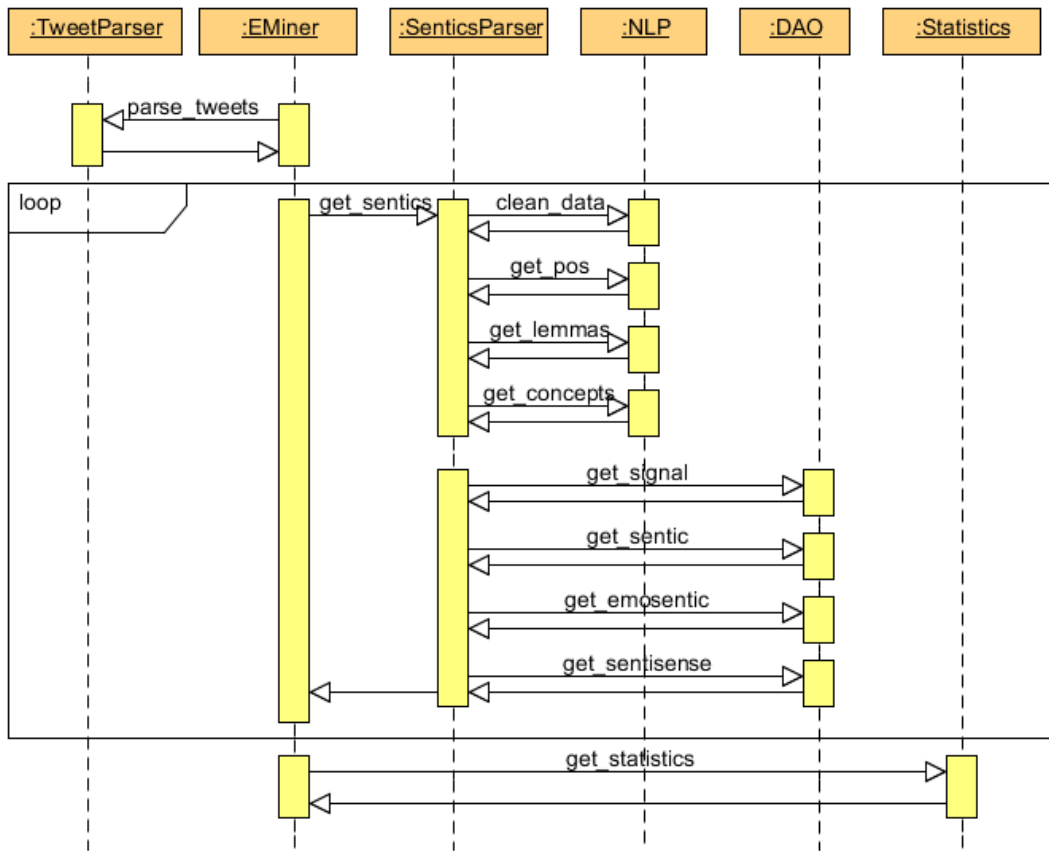 :TweetParser
:EMiner
:SenticsParser
:NLP
:DAO
:Statistics
parse_tweets
loop
get_sentics
clean_data
get_pos
get_lemmas
get_concepts
get_signal
get_sentic
get_emosentic
get_sentisense
get_statistics